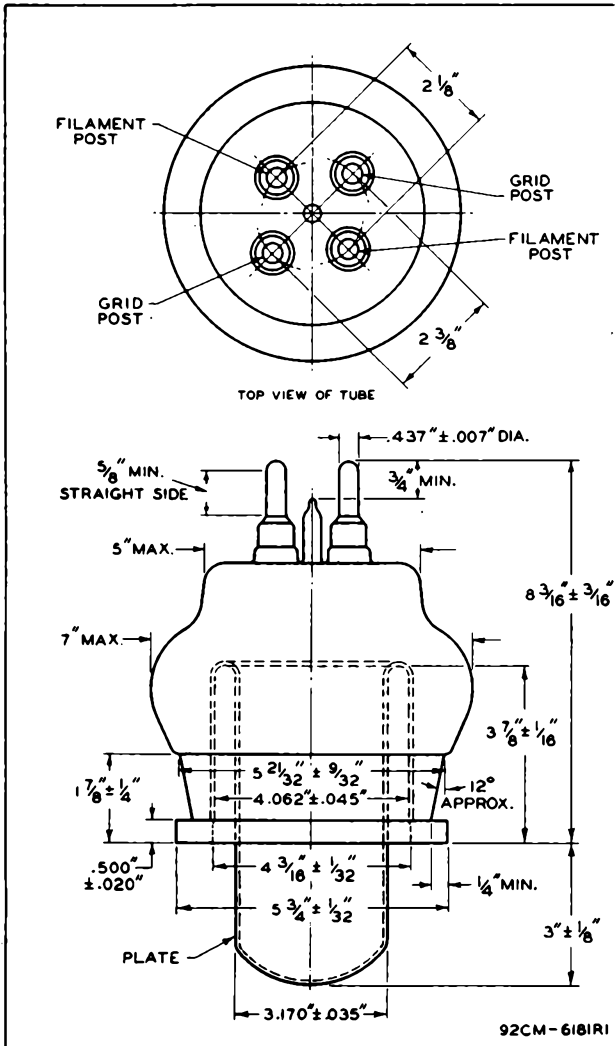 2 1/8"
FILAMENT
POST
GRID
POST
FILAMENT
POST
GRID
POST
2 3/8"
TOP VIEW OF TUBE
.437"±.007" DIA.
5/8" MIN.
STRAIGHT SIDE
3/4" MIN.
5" MAX.
8 3/16"± 3/16"
7" MAX.
3 7/8"± 1/16"
5 21/32"± 9/32"
1 7/8"± 1/4"
12°
APPROX.
4.062"±.045"
.500"
±.020"
4 3/16"± 1/32"
1/4" MIN.
5 3/4"± 1/32"
3"± 1/8"
PLATE
3.170"±.035"
92CM-6181R1